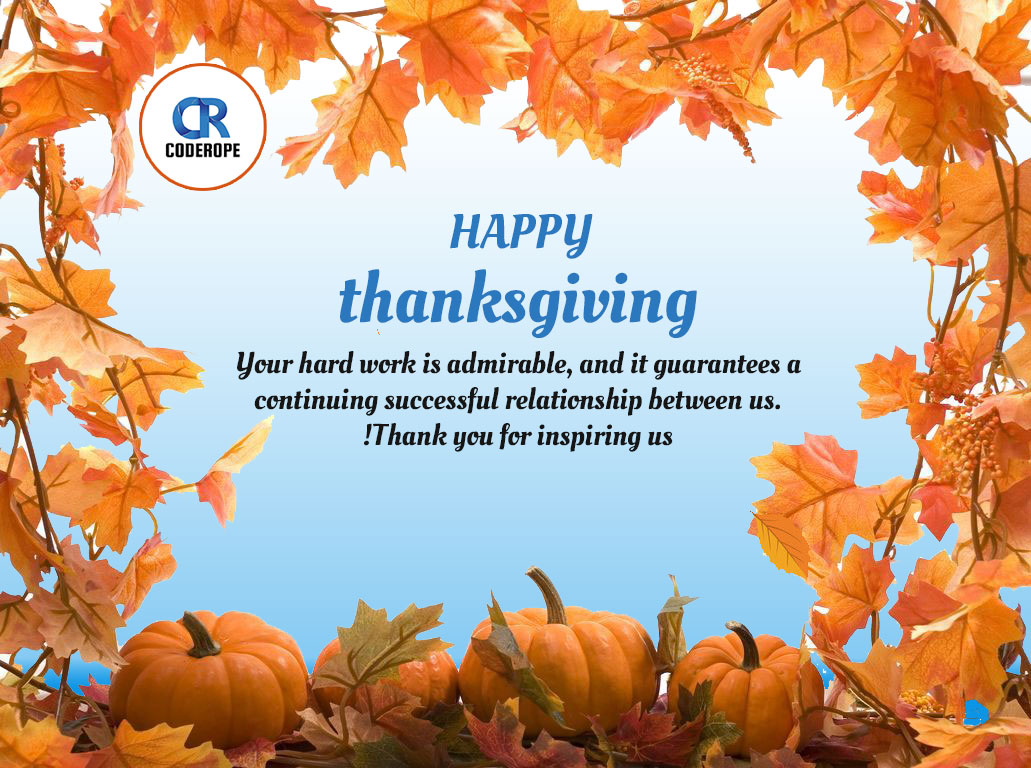 CR
CODEROPE
HAPPY
thanksgiving
Your hard work is admirable, and it guarantees a
continuing successful relationship between us.
!Thank you for inspiring us